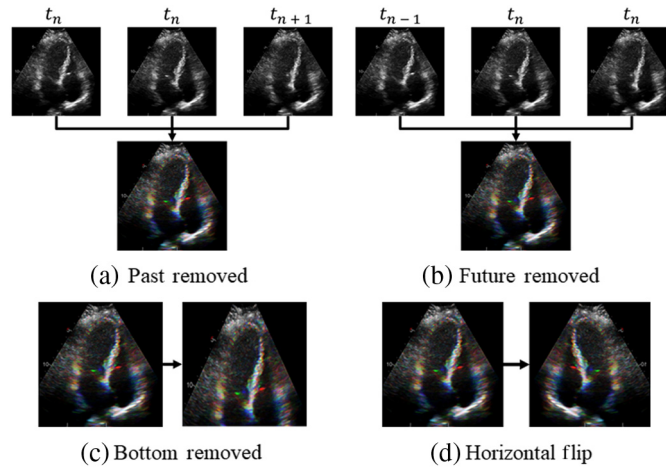 t_n t_n t_{n+1} t_{n-1} t_n t_n
(a) Past removed (b) Future removed
(c) Bottom removed (d) Horizontal flip